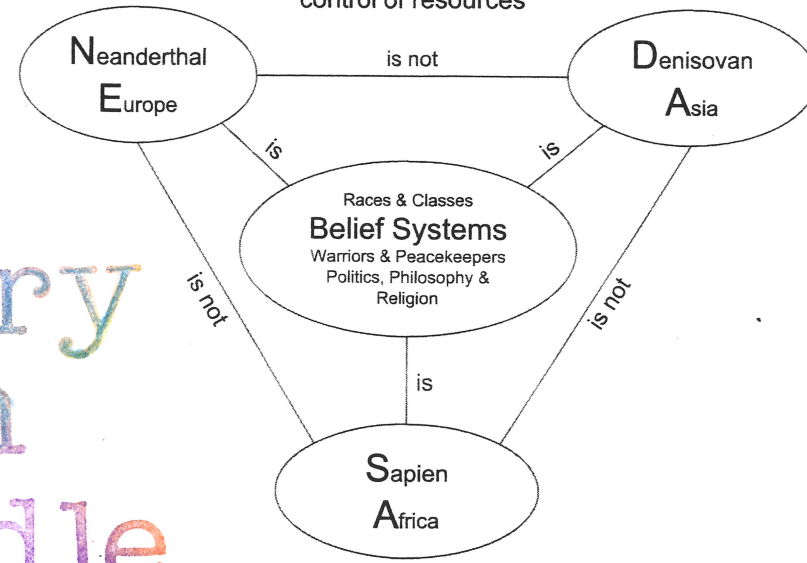 control of resources
Neanderthal
Europe
is not
Denisovan
Asia
is
is
Races & Classes
Belief Systems
Warriors & Peacekeepers
Politics, Philosophy &
Religion
is not
is not
is
Sapien
Africa